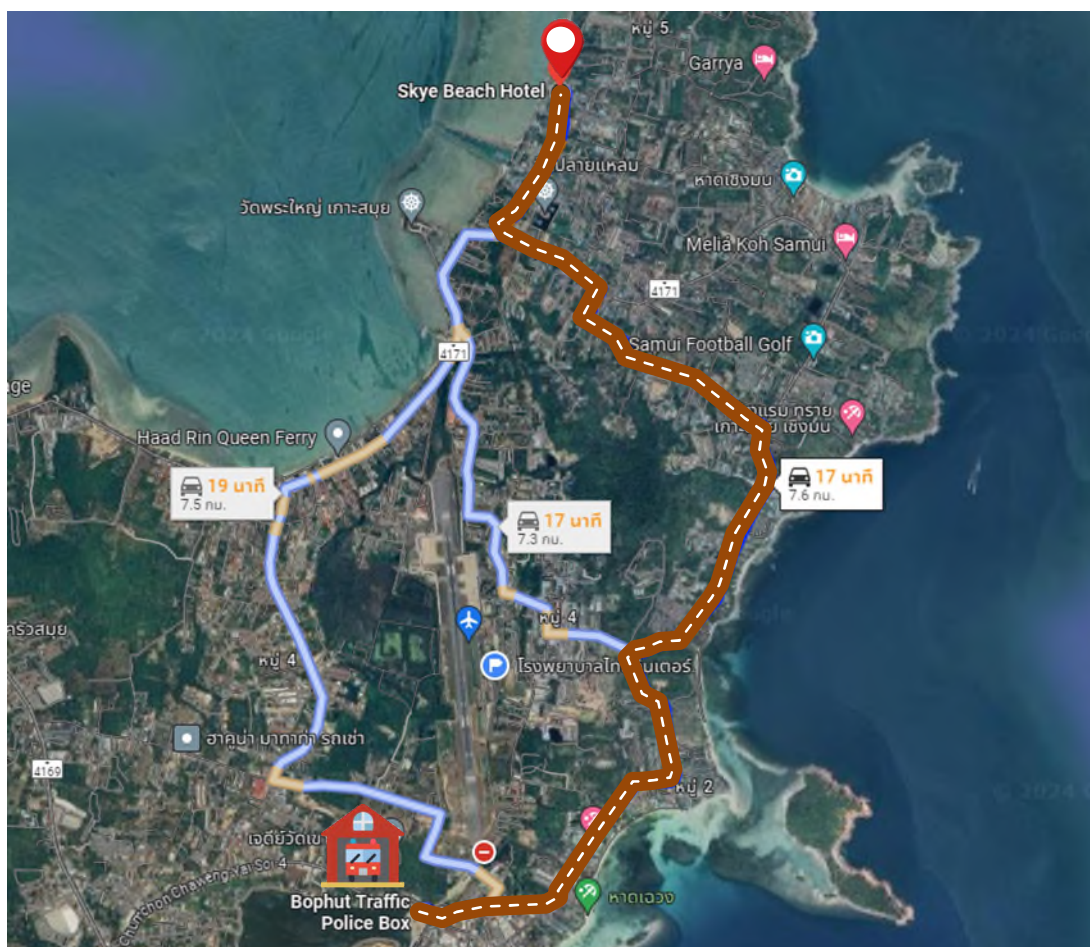 หมู่ 5
Garrya
Skye Beach Hotel
ปลายแหลม
หาดเชิงมน
วัดพระใหญ่ เกาะสมุย
Melia Koh Samui
4171
Samui Football Golf
4171
Haad Rin Queen Ferry
19 นาที
7.5 กม.
17 นาที
7.6 กม.
17 นาที
7.3 กม.
หมู่ 4
หมู่ 4
ฮาคูน่า มาทาท่า รถเช่า
4169
หมู่ 2
Chumchon Chaweng Yai Soi 4
หาดเฉวง
Bophut Traffic
Police Box